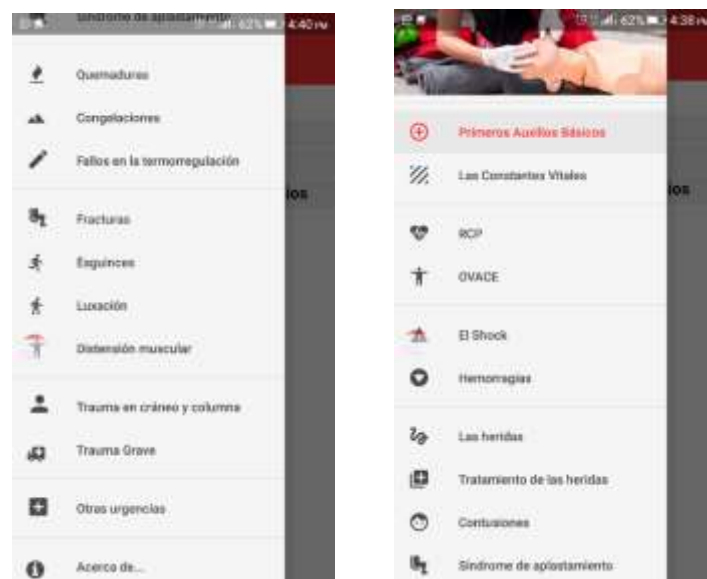 Síndrome de aplastamiento
62% 4:40 PM
Quemaduras
Congelaciones
Fallos en la termorregulación
ios
Fracturas
Esguinces
Luxación
Distensión muscular
Trauma en cráneo y columna
Trauma Grave
Otras urgencias
Acerca de...
62% 4:38 PM
Primeros Auxilios Básicos
Las Constantes Vitales
ios
RCP
OVACE
El Shock
Hemorragias
Las heridas
Tratamiento de las heridas
Contusiones
Síndrome de aplastamiento